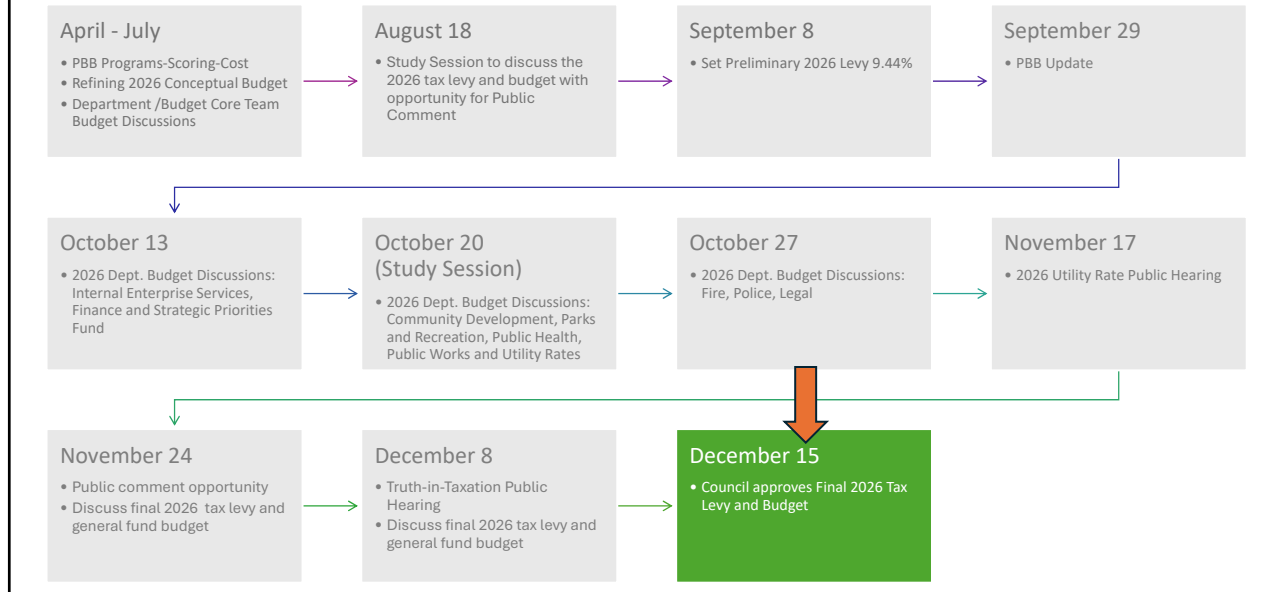 April - July
• PBB Programs-Scoring-Cost
• Refining 2026 Conceptual Budget
• Department /Budget Core Team
Budget Discussions
August 18
• Study Session to discuss the
2026 tax levy and budget with
opportunity for Public
Comment
September 8
• Set Preliminary 2026 Levy 9.44%
September 29
• PBB Update
October 13
• 2026 Dept. Budget Discussions:
Internal Enterprise Services,
Finance and Strategic Priorities
Fund
October 20
(Study Session)
• 2026 Dept. Budget Discussions:
Community Development, Parks
and Recreation, Public Health,
Public Works and Utility Rates
October 27
• 2026 Dept. Budget Discussions:
Fire, Police, Legal
November 17
• 2026 Utility Rate Public Hearing
November 24
• Public comment opportunity
• Discuss final 2026 tax levy and
general fund budget
December 8
• Truth-in-Taxation Public
Hearing
• Discuss final 2026 tax levy and
general fund budget
December 15
• Council approves Final 2026 Tax
Levy and Budget